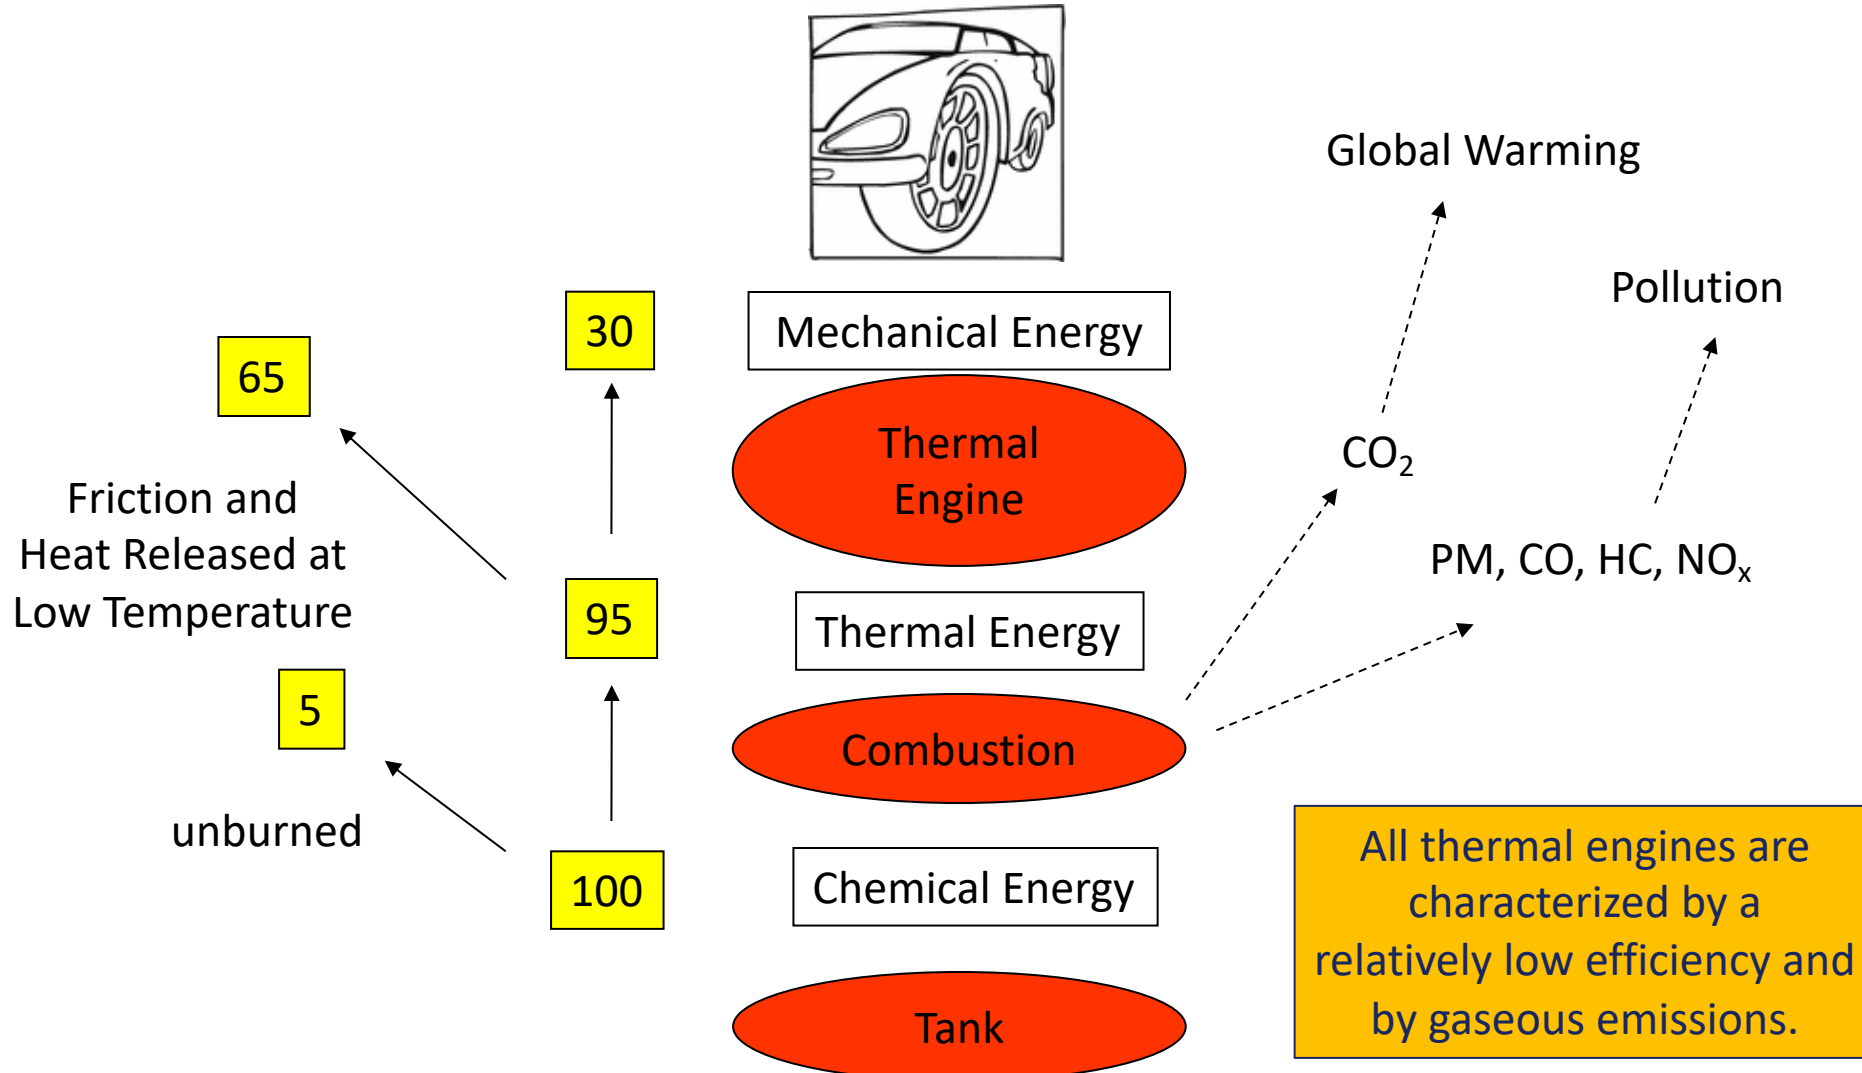 Global Warming
Pollution
30
Mechanical Energy
65
Thermal
Engine
CO₂
Friction and
Heat Released at
Low Temperature
PM, CO, HC, NOₓ
95
Thermal Energy
5
Combustion
unburned
100
Chemical Energy
All thermal engines are
characterized by a
relatively low efficiency and
by gaseous emissions.
Tank